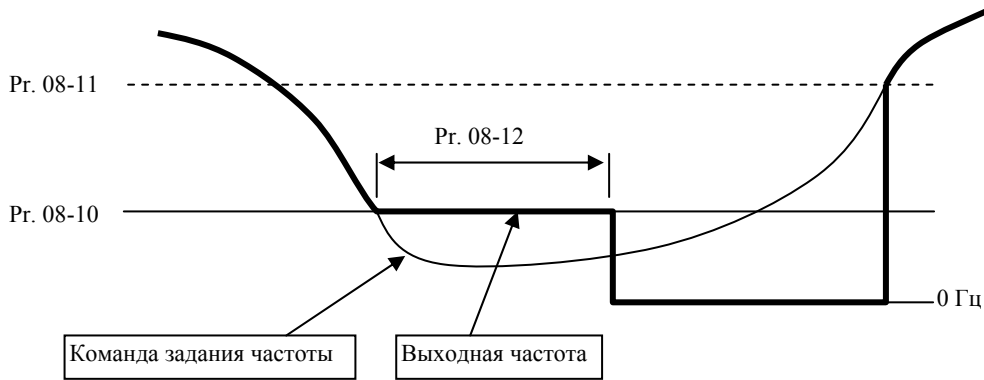 Pr. 08-11
Pr. 08-12
Pr. 08-10
0 Гц
Команда задания частоты
Выходная частота